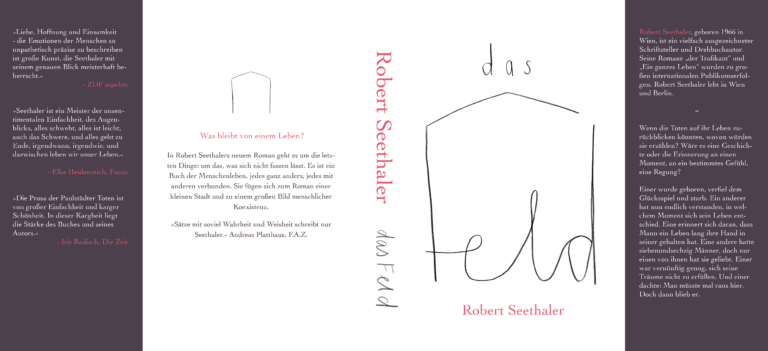 »Liebe, Hoffnung und Einsamkeit
- die Emotionen der Menschen so
unpathetisch präzise zu beschreiben
ist große Kunst, die Seethaler mit
seinem genauen Blick meisterhaft be-
herrscht.«
- ZDF aspekte
»Seethaler ist ein Meister der unsen-
timentalen Einfachheit, des Augen-
blicks, alles schwebt, alles ist leicht,
auch das Schwere, und alles geht zu
Ende, irgendwann, irgendwie, und
dazwischen leben wir unser Leben.«
- Elke Heidenreich, Focus
»Die Prosa der Paulstädter Toten ist
von großer Einfachheit und karger
Schönheit. In dieser Kargheit liegt
die Stärke des Buches und seines
Autors.«
- Iris Radisch, Die Zeit
Was bleibt von einem Leben?
In Robert Seethalers neuem Roman geht es um die letz-
ten Dinge: um das, was sich nicht fassen lässt. Es ist ein
Buch der Menschenleben, jedes ganz anders, jedes mit
anderen verbunden. Sie fügen sich zum Roman einer
kleinen Stadt und zu einem großen Bild menschlicher
Koexistenz.
»Sätze mit soviel Wahrheit und Weisheit schreibt nur
Seethaler.« Andreas Platthaus, F.A.Z.
Robert Seethaler das Feld
das
Feld
Robert Seethaler
Robert Seethaler, geboren 1966 in
Wien, ist ein vielfach ausgezeichneter
Schriftsteller und Drehbuchautor.
Seine Romane „der Trafikant" und
„Ein ganzes Leben" wurden zu gro-
ßen internationalen Publikumserfol-
gen. Robert Seethaler lebt in Wien
und Berlin.
–
Wenn die Toten auf ihr Leben zu-
rückblicken könnten, wovon würden
sie erzählen? Wäre es eine Geschich-
te oder die Erinnerung an einen
Moment, an ein bestimmtes Gefühl,
eine Regung?
Einer wurde geboren, verfiel dem
Glücksspiel und starb. Ein anderer
hat nun endlich verstanden, in wel-
chem Moment sich sein Leben ent-
schied. Eine erinnert sich daran, dass
Mann ein Leben lang ihre Hand in
seiner gehalten hat. Eine andere hatte
siebenundsechzig Männer, doch nur
einen von ihnen hat sie geliebt. Einer
war vernünftig genug, sich seine
Träume nicht zu erfüllen. Und einer
dachte: Man müsste mal raus hier.
Doch dann blieb er.